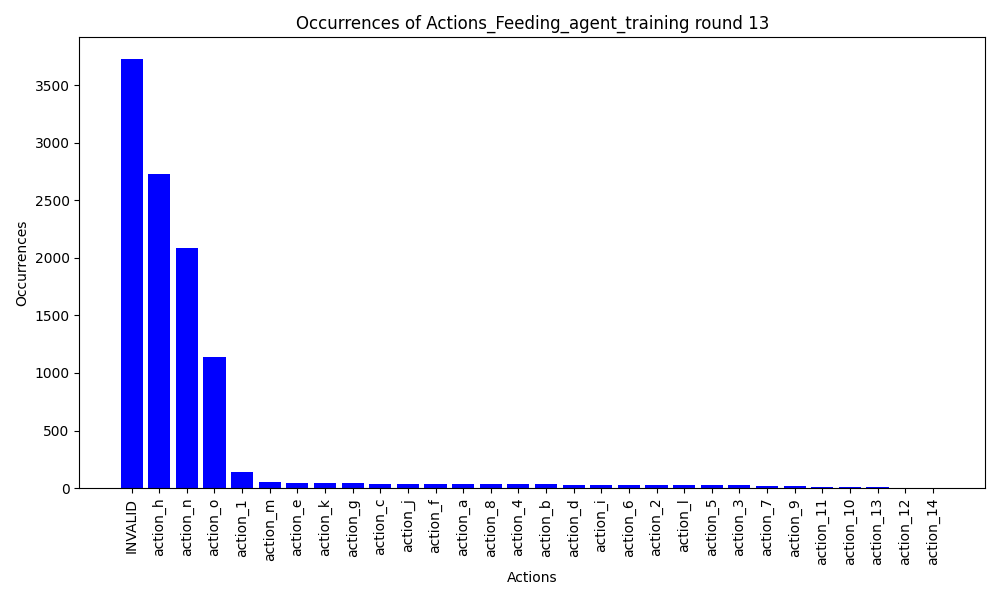 Occurrences of Actions_Feeding_agent_training round 13
Occurrences
3500
3000
2500
2000
1500
1000
500
0
INVALID
action_h
action_n
action_o
action_1
action_m
action_e
action_k
action_g
action_c
action_j
action_f
action_a
action_8
action_4
action_b
action_d
action_i
action_6
action_2
action_l
action_5
action_3
action_7
action_9
action_11
action_10
action_13
action_12
action_14
Actions